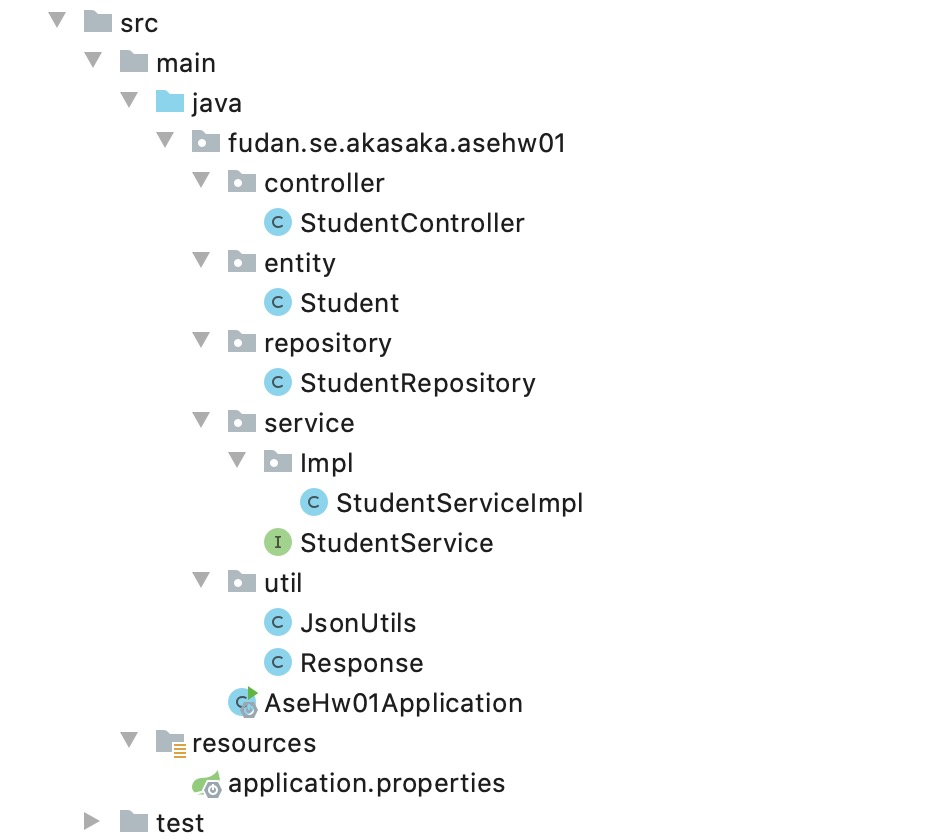 src
main
java
fudan.se.akasaka.asehw01
controller
C StudentController
entity
C Student
repository
C StudentRepository
service
Impl
C StudentServiceImpl
I StudentService
util
C JsonUtils
C Response
C AseHw01Application
resources
application.properties
test